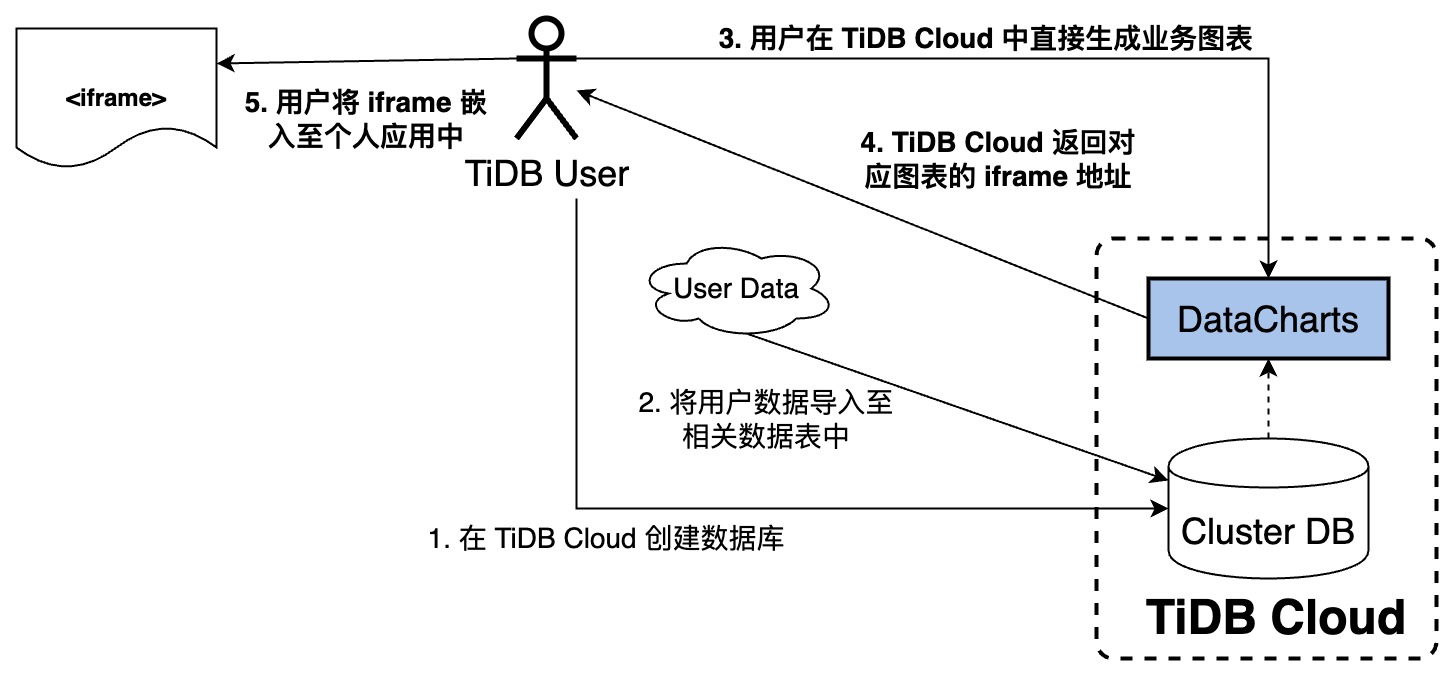 3. 用户在 TiDB Cloud 中直接生成业务图表
<iframe>
5. 用户将 iframe 嵌
入至个人应用中
4. TiDB Cloud 返回对
应图表的 iframe 地址
TiDB User
User Data
DataCharts
2. 将用户数据导入至
相关数据表中
1. 在 TiDB Cloud 创建数据库
Cluster DB
TiDB Cloud